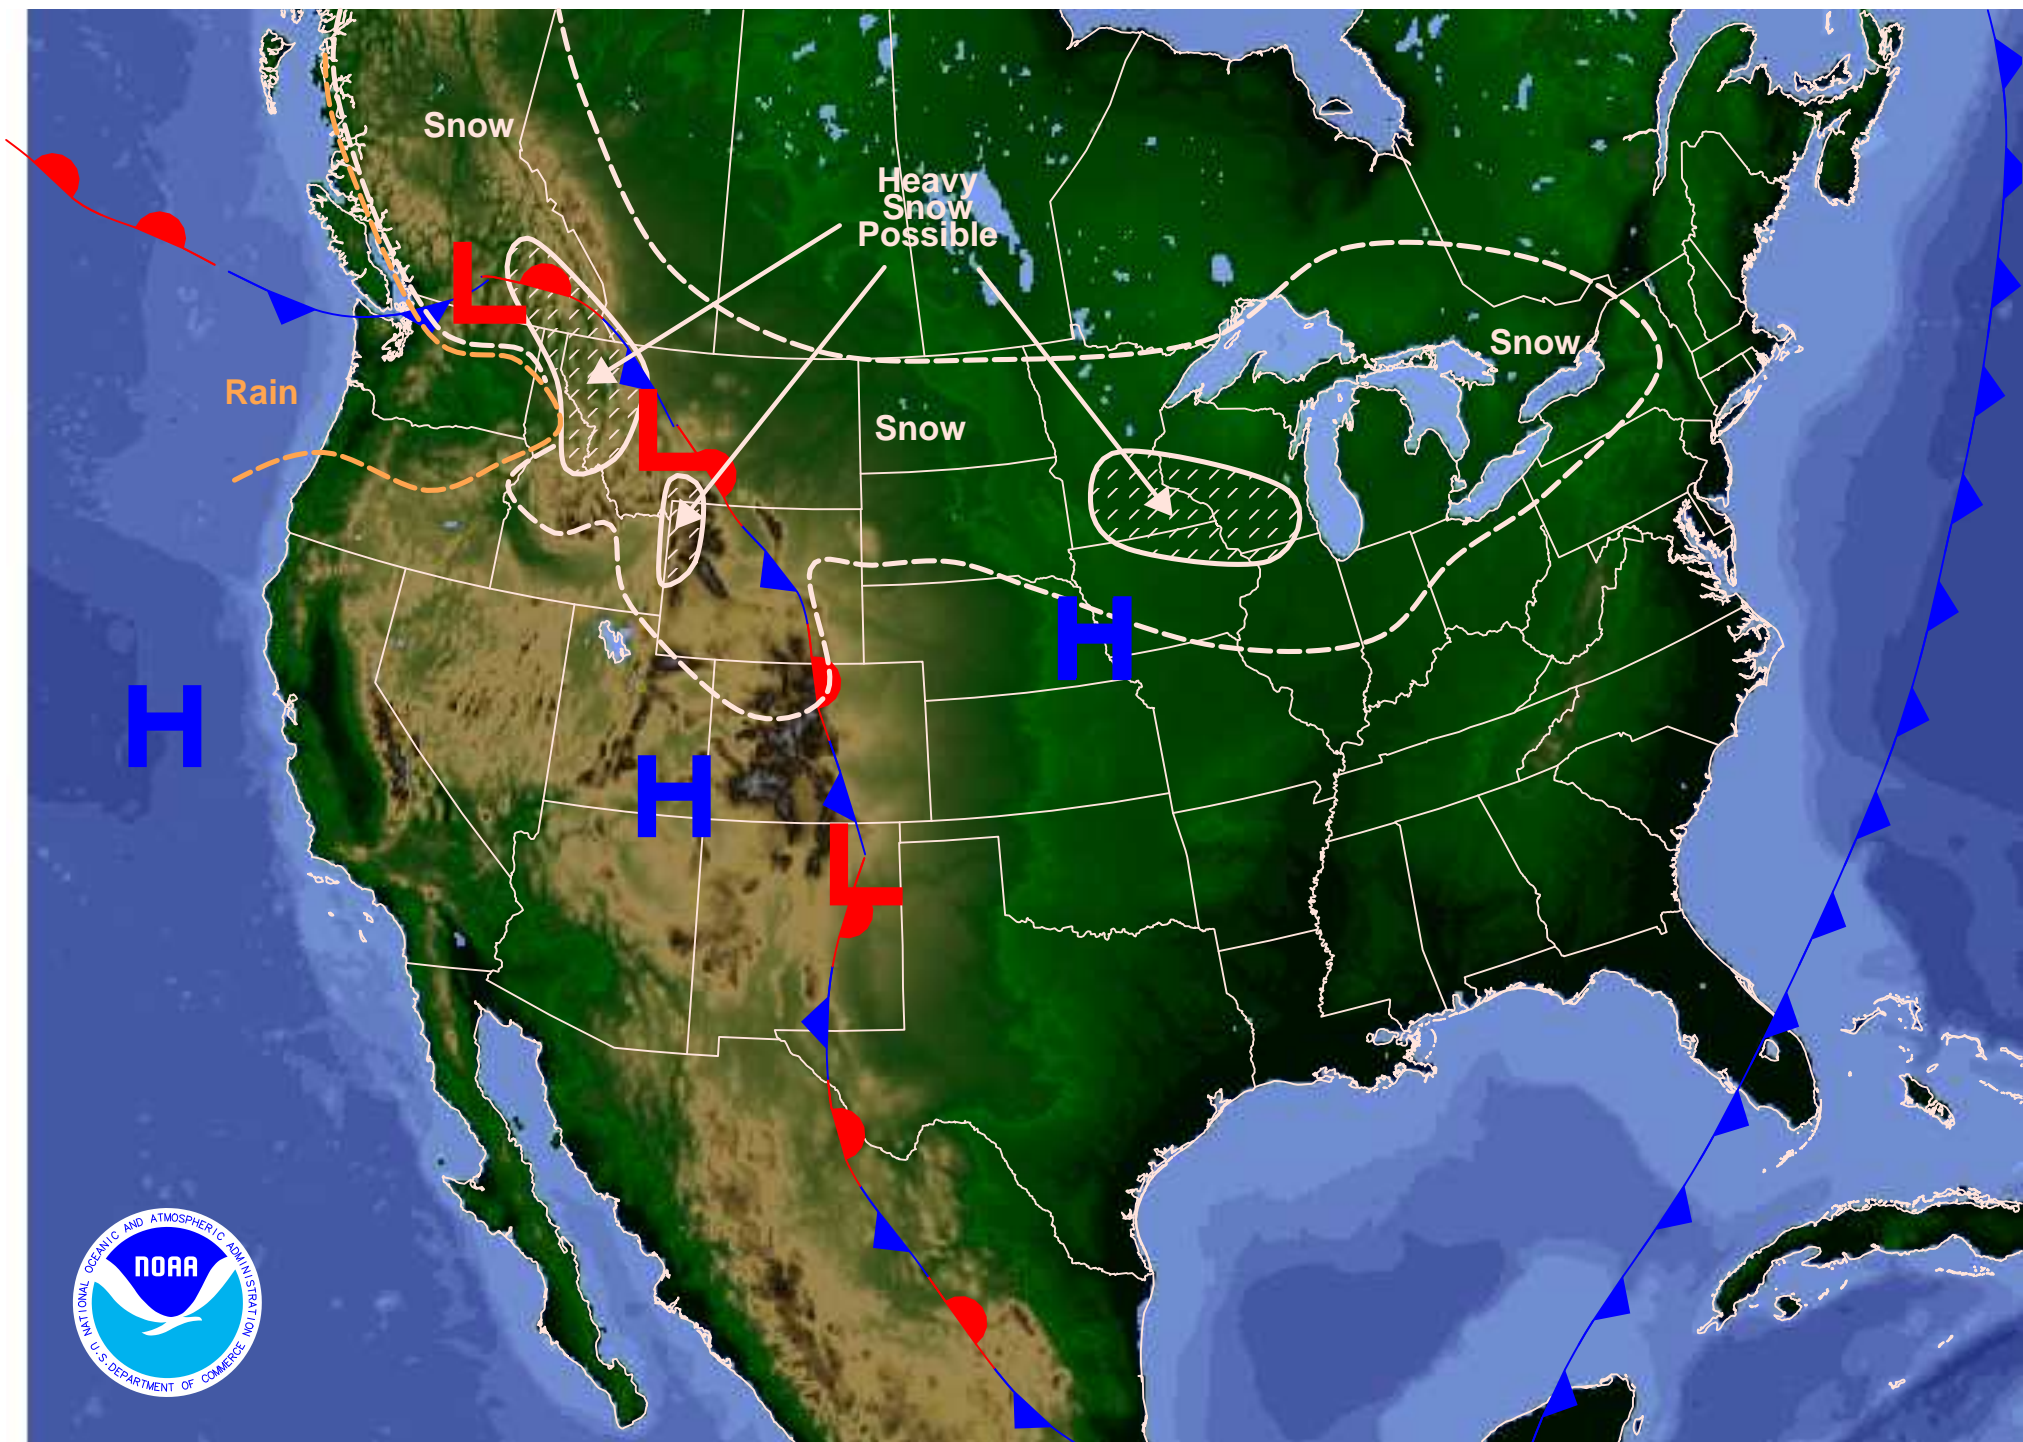 Snow
Heavy
Snow
Possible
L
Snow
Rain
L
Snow
H
H
H
L
NATIONAL OCEANIC AND ATMOSPHERIC ADMINISTRATION
NOAA
U.S. DEPARTMENT OF COMMERCE